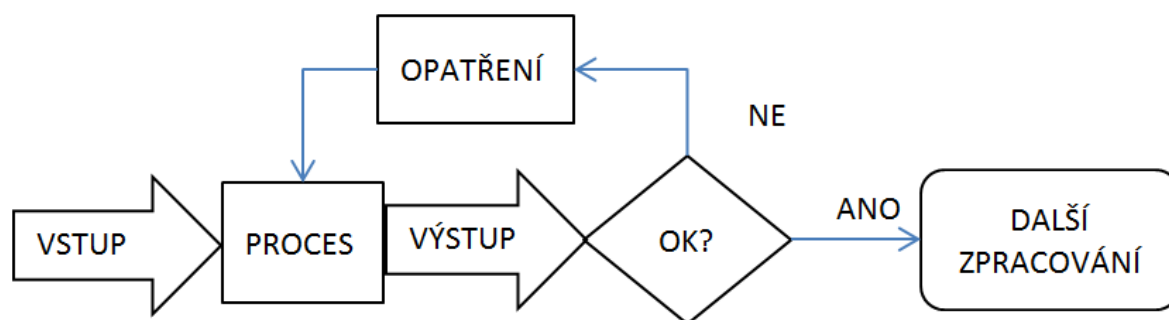 OPATŘENÍ
NE
VSTUP
PROCES
VÝSTUP
OK?
ANO
DALŠÍ
ZPRACOVÁNÍ